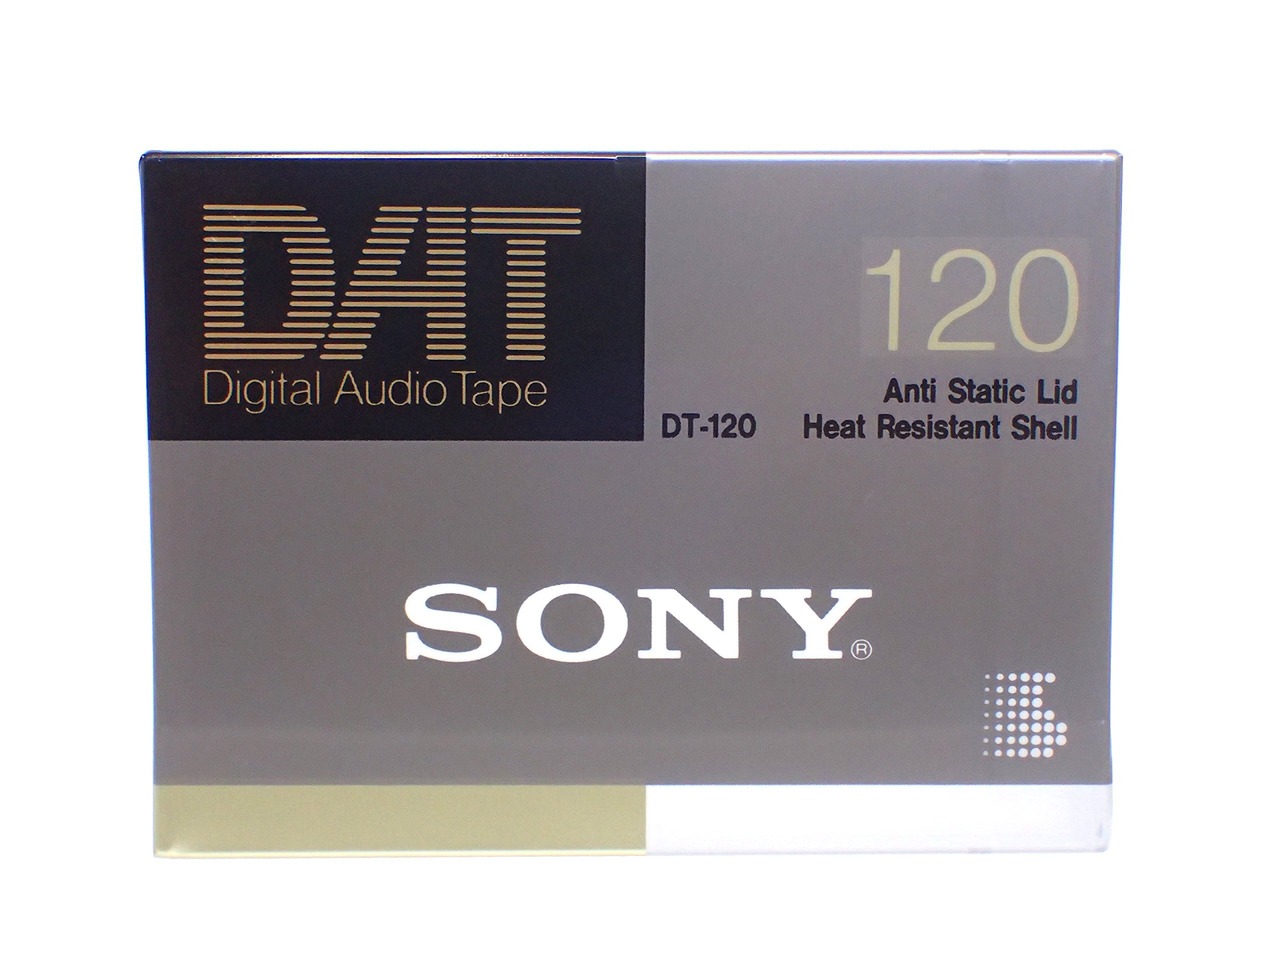 DAT
Digital Audio Tape
120
Anti Static Lid
DT-120 Heat Resistant Shell
SONY®